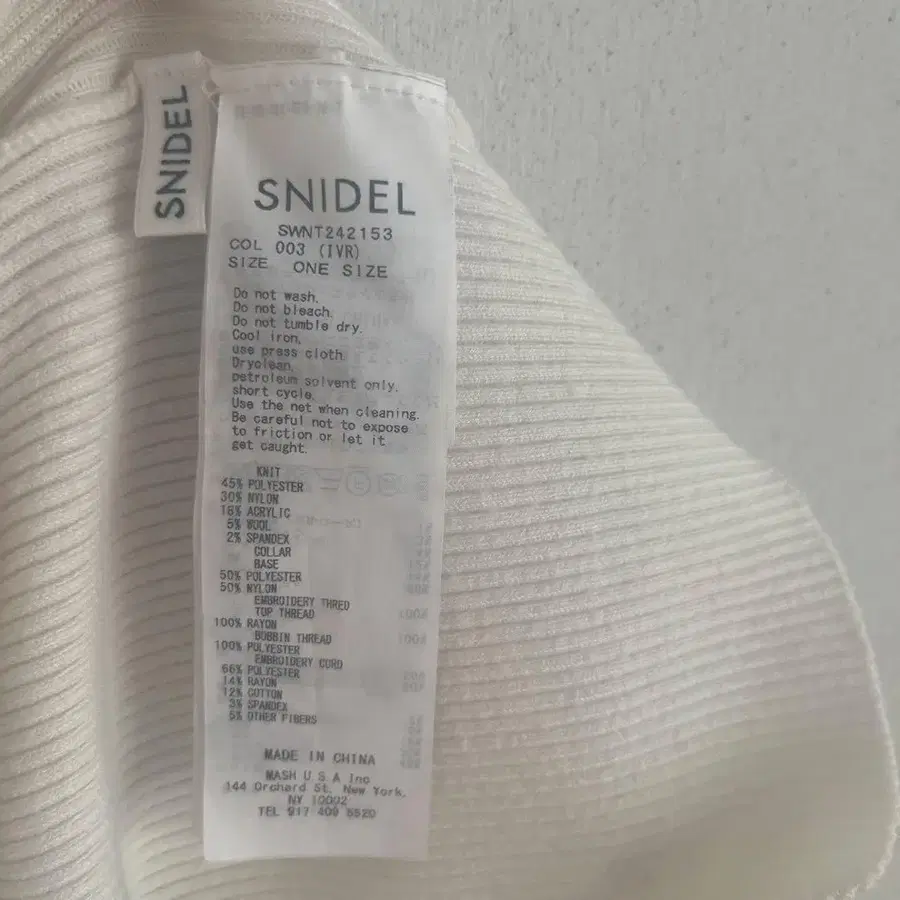 SNIDEL
SNIDEL
SWNT242153
COL 003 (IVR)
SIZE ONE SIZE
Do not wash.
Do not bleach.
Do not tumble dry.
Cool iron,
use press cloth.
Dryclean,
petroleum solvent only,
short cycle.
Use the net when cleaning.
Be careful not to expose
to friction or let it
get caught.
KNIT
45% POLYESTER
30% NYLON
18% ACRYLIC
5% WOOL
2% SPANDEX
COLLAR
BASE
50% POLYESTER
50% NYLON
EMBROIDERY THRED
TOP THREAD
100% RAYON
BOBBIN THREAD
100% POLYESTER
EMBROIDERY CORD
66% POLYESTER
14% RAYON
12% COTTON
3% SPANDEX
5% OTHER FIBERS
MADE IN CHINA
MASH U S A Inc
144 Orchard St. New York.
NY 10002
TEL 917 409 5520